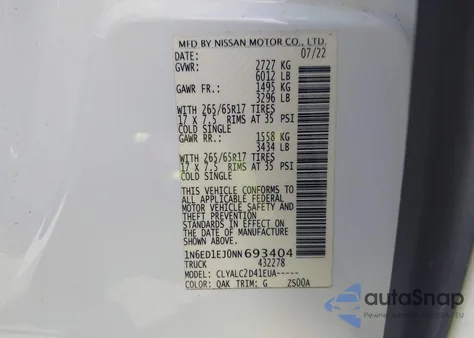 MFD BY NISSAN MOTOR CO., LTD.
DATE: 07/22
GVWR: 2727 KG
6012 LB
GAWR FR.: 1495 KG
3296 LB
WITH 265/65R17 TIRES
17 X 7.5 RIMS AT 35 PSI
COLD SINGLE
GAWR RR.: 1558 KG
3434 LB
WITH 265/65R17 TIRES
17 X 7.5 RIMS AT 35 PSI
COLD SINGLE
THIS VEHICLE CONFORMS TO
ALL APPLICABLE FEDERAL
MOTOR VEHICLE SAFETY AND
THEFT PREVENTION
STANDARDS IN EFFECT ON
THE DATE OF MANUFACTURE
SHOWN ABOVE.
1N6ED1EJ0NN693404
TRUCK 432278
MODEL: CLYALC2D41EUA-----
COLOR: QAK TRIM: G ZS00A
autoSnap